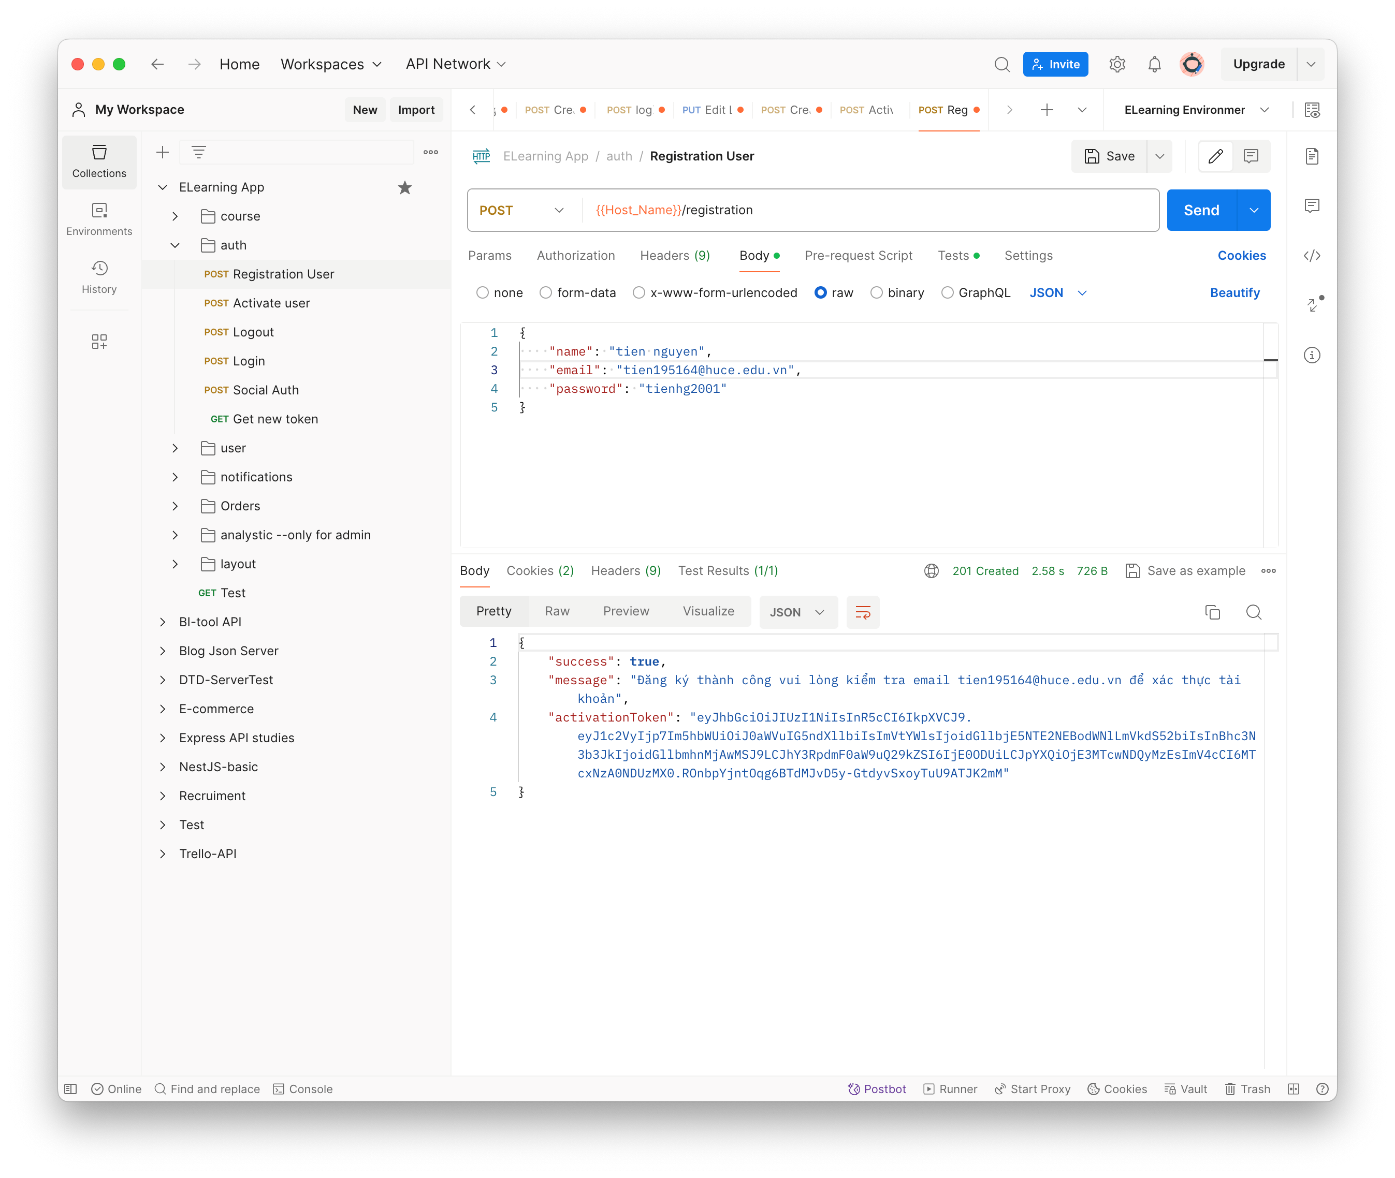 Home Workspaces API Network Invite Upgrade
My Workspace New Import
POST Cre. POST log PUT Edit L POST Cre. POST Activ POST Reg ELearning Environmer
Collections
Environments
History
ELearning App
course
auth
POST Registration User
POST Activate user
POST Logout
POST Login
POST Social Auth
GET Get new token
user
notifications
Orders
analystic --only for admin
layout
GET Test
BI-tool API
Blog Json Server
DTD-ServerTest
E-commerce
Express API studies
NestJS-basic
Recruiment
Test
Trello-API
HTTP ELearning App / auth / Registration User Save
POST {{Host_Name}}/registration Send
Params Authorization Headers (9) Body Pre-request Script Tests Settings Cookies
none form-data x-www-form-urlencoded raw binary GraphQL JSON Beautify
1 {
2 "name": "tien nguyen",
3 "email": "tien195164@huce.edu.vn",
4 "password": "tienhg2001"
5 }
Body Cookies (2) Headers (9) Test Results (1/1) 201 Created 2.58 s 726 B Save as example
Pretty Raw Preview Visualize JSON
1 {
2 "success": true,
3 "message": "Đăng ký thành công vui lòng kiểm tra email tien195164@huce.edu.vn để xác thực tài
khoản",
4 "activationToken": "eyJhbGciOiJIUzI1NiIsInR5cCI6IkpXVCJ9.
eyJ1c2VyIjp7Im5hbWUiOiJ0aWVuIG5ndXllbiIsImVtYWlsIjoidGllbjE5NTE2NEBodWNlLmVkdS52biIsInBhc3N
3b3JkIjoidGllbmhnMjAwMSJ9LCJhY3RpdmF0aW9uQ29kZSI6IjE0ODUiLCJpYXQiOjE3MTcwNDQyMzEsImV4cCI6MT
cxNzA0NDUzMX0.ROnbpYjntOqg6BTdMJvD5y-GtdyvSxoyTuU9ATJK2mM"
5 }
Online Find and replace Console Postbot Runner Start Proxy Cookies Vault Trash